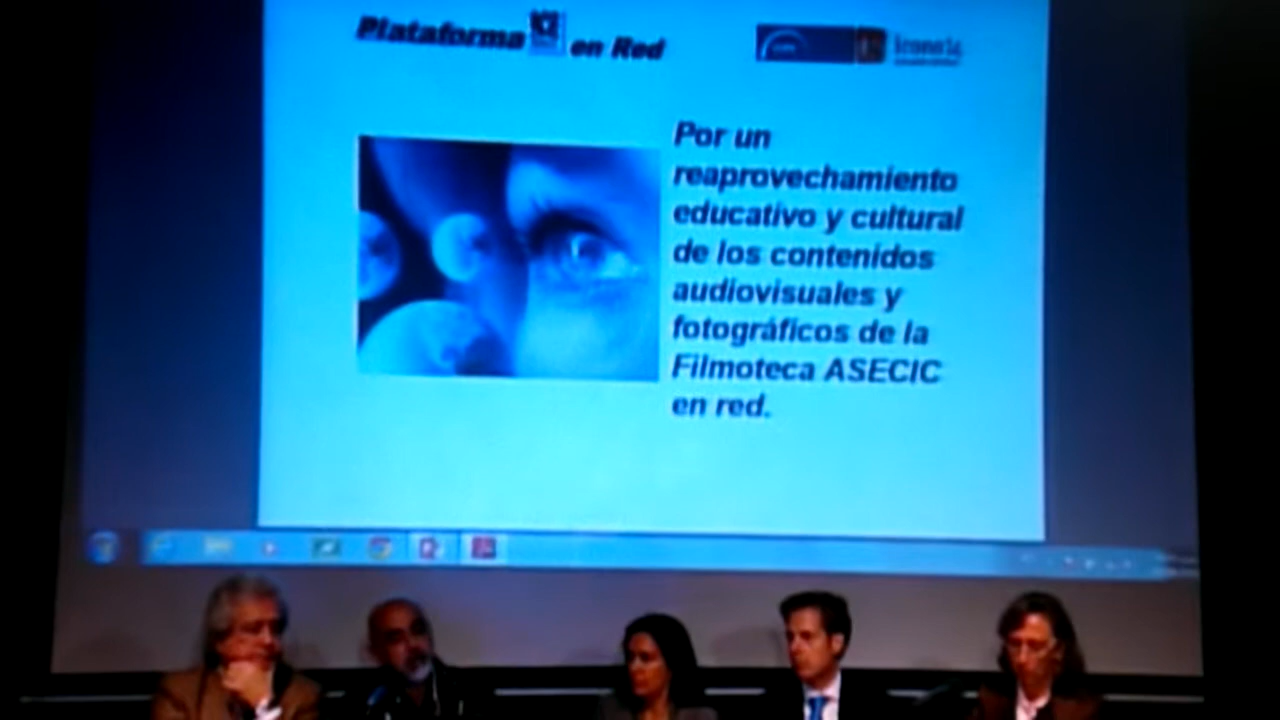 Plataforma en Red
Por un
reaprovechamiento
educativo y cultural
de los contenidos
audiovisuales y
fotográficos de la
Filmoteca ASECIC
en red.